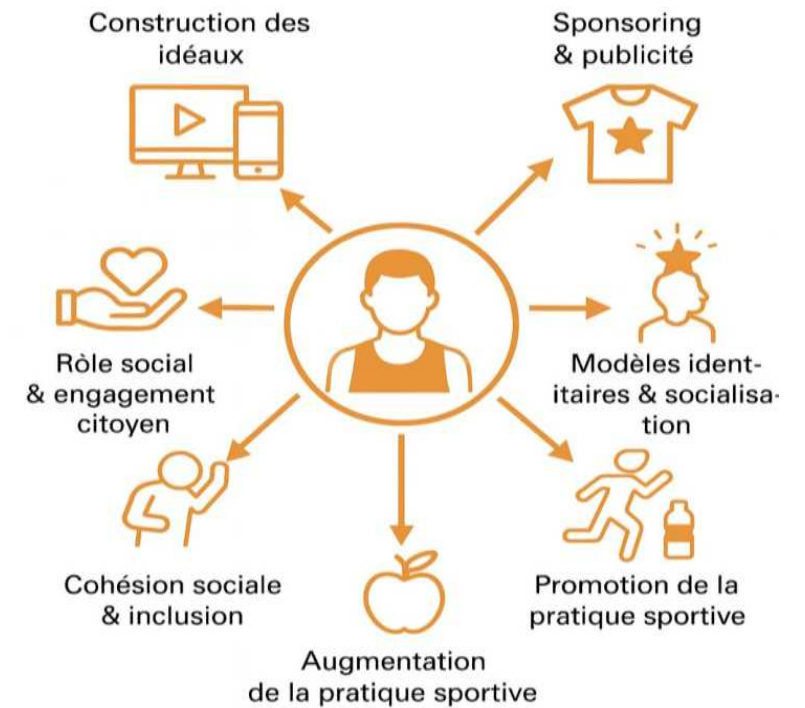 Construction des
idéaux
Sponsoring
& publicité
Ròle social
& engagement
citoyen
Modèles ident-
itaires & socialisa-
tion
Cohésion sociale
& inclusion
Promotion de la
pratique sportive
Augmentation
de la pratique sportive